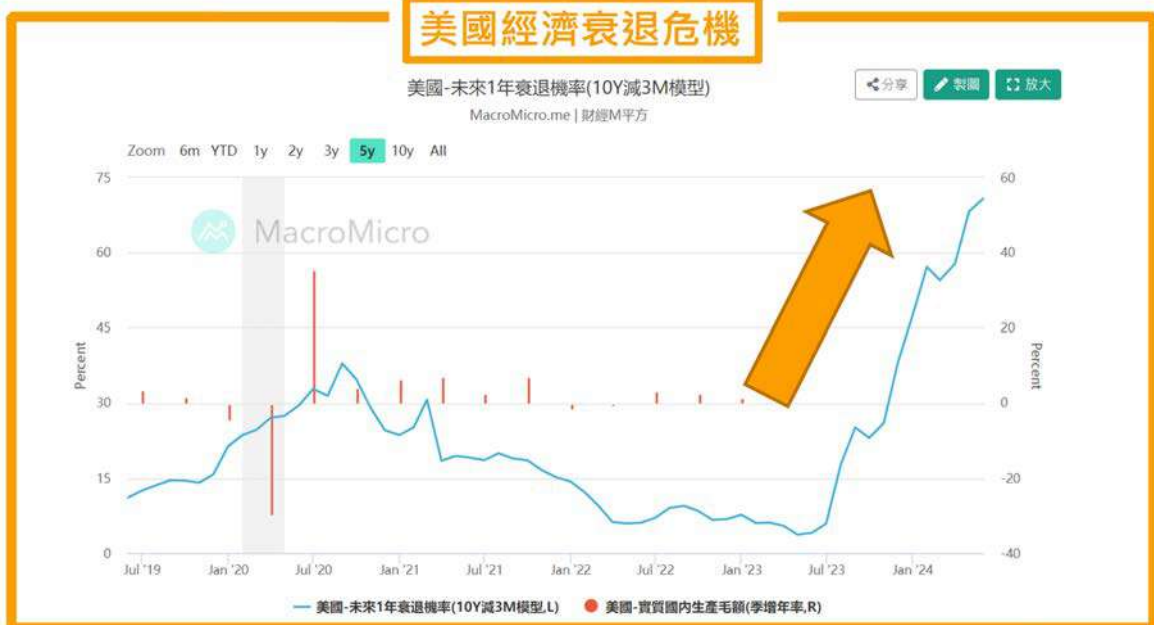 美國經濟衰退危機
美國-未來1年衰退機率(10Y減3M模型)
MacroMicro.me | 財經M平方
分享
製圖
放大
Zoom 6m YTD 1y 2y 3y 5y 10y All
MacroMicro
75
60
45
30
15
0
Percent
60
40
20
0
-20
-40
Percent
Jul '19 Jan '20 Jul '20 Jan '21 Jul '21 Jan '22 Jul '22 Jan '23 Jul '23 Jan '24
美國-未來1年衰退機率(10Y減3M模型,L) 美國-實質國內生產毛額(季增年率,R)